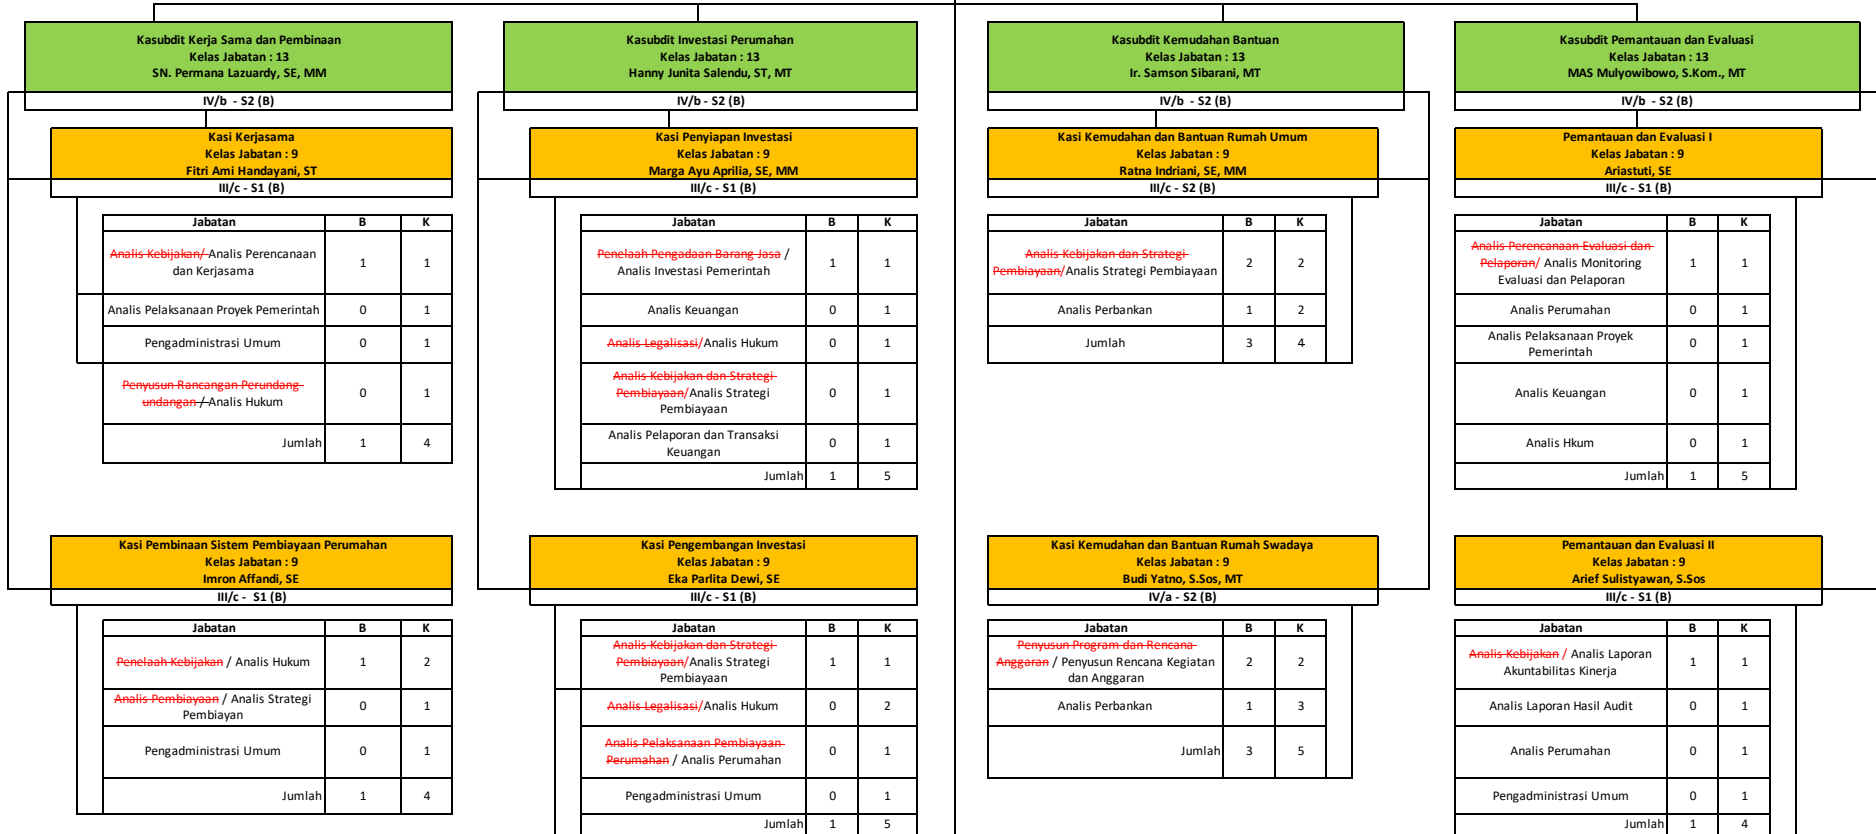 Kasubdit Kerja Sama dan Pembinaan
Kelas Jabatan : 13
SN. Permana Lazuardy, SE, MM
IV/b - S2 (B)
Kasi Kerjasama
Kelas Jabatan : 9
Fitri Ami Handayani, ST
III/c - S1 (B)
Jabatan B K
Analis Kebijakan/ Analis Perencanaan
dan Kerjasama 1 1
Analis Pelaksanaan Proyek Pemerintah 0 1
Pengadministrasi Umum 0 1
Penyusun Rancangan Perundang-
undangan / Analis Hukum 0 1
Jumlah 1 4
Kasi Pembinaan Sistem Pembiayaan Perumahan
Kelas Jabatan : 9
Imron Affandi, SE
III/c - S1 (B)
Jabatan B K
Penelaah Kebijakan / Analis Hukum 1 2
Analis Pembiayaan / Analis Strategi
Pembiayan 0 1
Pengadministrasi Umum 0 1
Jumlah 1 4
Kasubdit Investasi Perumahan
Kelas Jabatan : 13
Hanny Junita Salendu, ST, MT
IV/b - S2 (B)
Kasi Penyiapan Investasi
Kelas Jabatan : 9
Marga Ayu Aprilia, SE, MM
III/c - S1 (B)
Jabatan B K
Penelaah Pengadaan Barang Jasa /
Analis Investasi Pemerintah 1 1
Analis Keuangan 0 1
Analis Legalisasi/Analis Hukum 0 1
Analis Kebijakan dan Strategi
Pembiayaan/Analis Strategi
Pembiayaan 0 1
Analis Pelaporan dan Transaksi
Keuangan 0 1
Jumlah 1 5
Kasi Pengembangan Investasi
Kelas Jabatan : 9
Eka Parlita Dewi, SE
III/c - S1 (B)
Jabatan B K
Analis Kebijakan dan Strategi
Pembiayaan/Analis Strategi
Pembiayaan 1 1
Analis Legalisasi/Analis Hukum 0 2
Analis Pelaksanaan Pembiayaan
Perumahan / Analis Perumahan 0 1
Pengadministrasi Umum 0 1
Jumlah 1 5
Kasubdit Kemudahan Bantuan
Kelas Jabatan : 13
Ir. Samson Sibarani, MT
IV/b - S2 (B)
Kasi Kemudahan dan Bantuan Rumah Umum
Kelas Jabatan : 9
Ratna Indriani, SE, MM
III/c - S2 (B)
Jabatan B K
Analis Kebijakan dan Strategi
Pembiayaan/Analis Strategi Pembiayaan 2 2
Analis Perbankan 1 2
Jumlah 3 4
Kasi Kemudahan dan Bantuan Rumah Swadaya
Kelas Jabatan : 9
Budi Yatno, S.Sos, MT
IV/a - S2 (B)
Jabatan B K
Penyusun Program dan Rencana
Anggaran / Penyusun Rencana Kegiatan
dan Anggaran 2 2
Analis Perbankan 1 3
Jumlah 3 5
Kasubdit Pemantauan dan Evaluasi
Kelas Jabatan : 13
MAS Mulyowibowo, S.Kom., MT
IV/b - S2 (B)
Pemantauan dan Evaluasi I
Kelas Jabatan : 9
Ariastuti, SE
III/c - S1 (B)
Jabatan B K
Analis Perencanaan Evaluasi dan
Pelaporan/ Analis Monitoring
Evaluasi dan Pelaporan 1 1
Analis Perumahan 0 1
Analis Pelaksanaan Proyek
Pemerintah 0 1
Analis Keuangan 0 1
Analis Hkum 0 1
Jumlah 1 5
Pemantauan dan Evaluasi II
Kelas Jabatan : 9
Arief Sulistyawan, S.Sos
III/c - S1 (B)
Jabatan B K
Analis Kebijakan / Analis Laporan
Akuntabilitas Kinerja 1 1
Analis Laporan Hasil Audit 0 1
Analis Perumahan 0 1
Pengadministrasi Umum 0 1
Jumlah 1 4